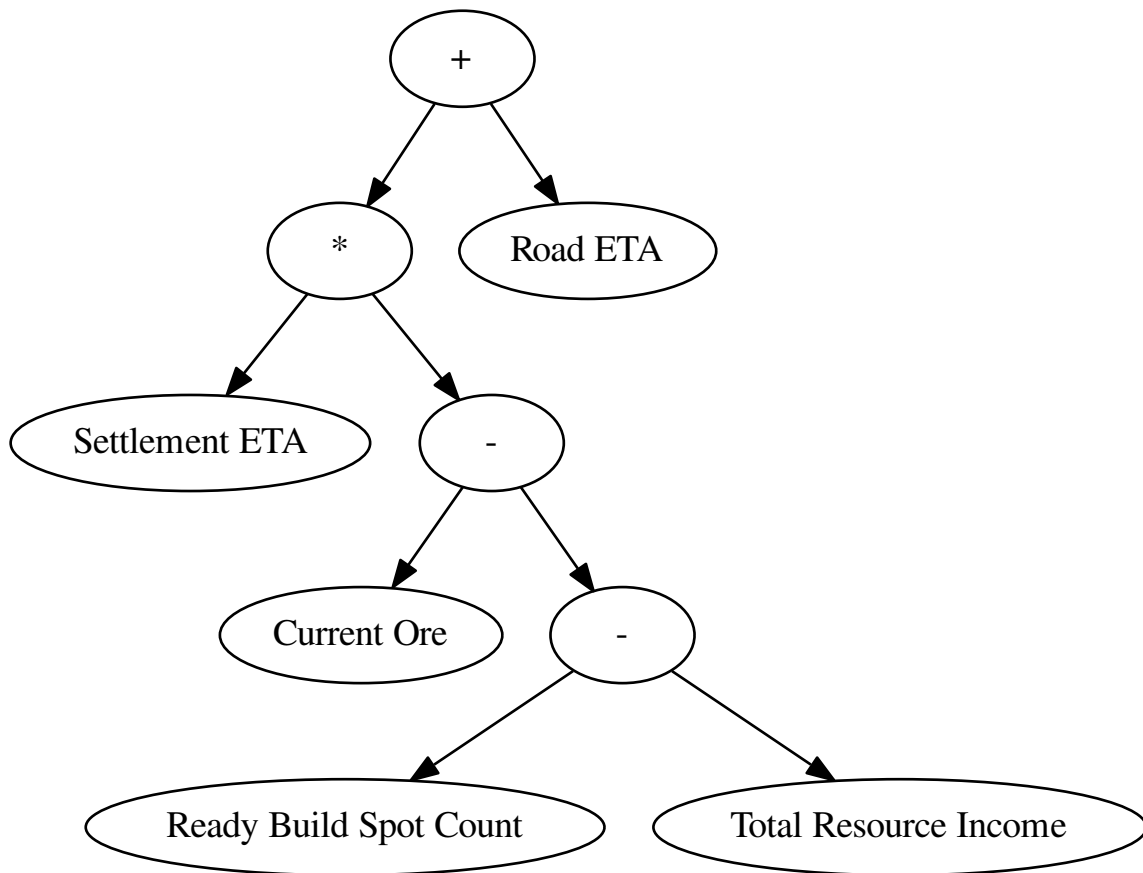 +
*
Road ETA
Settlement ETA
-
Current Ore
-
Ready Build Spot Count
Total Resource Income